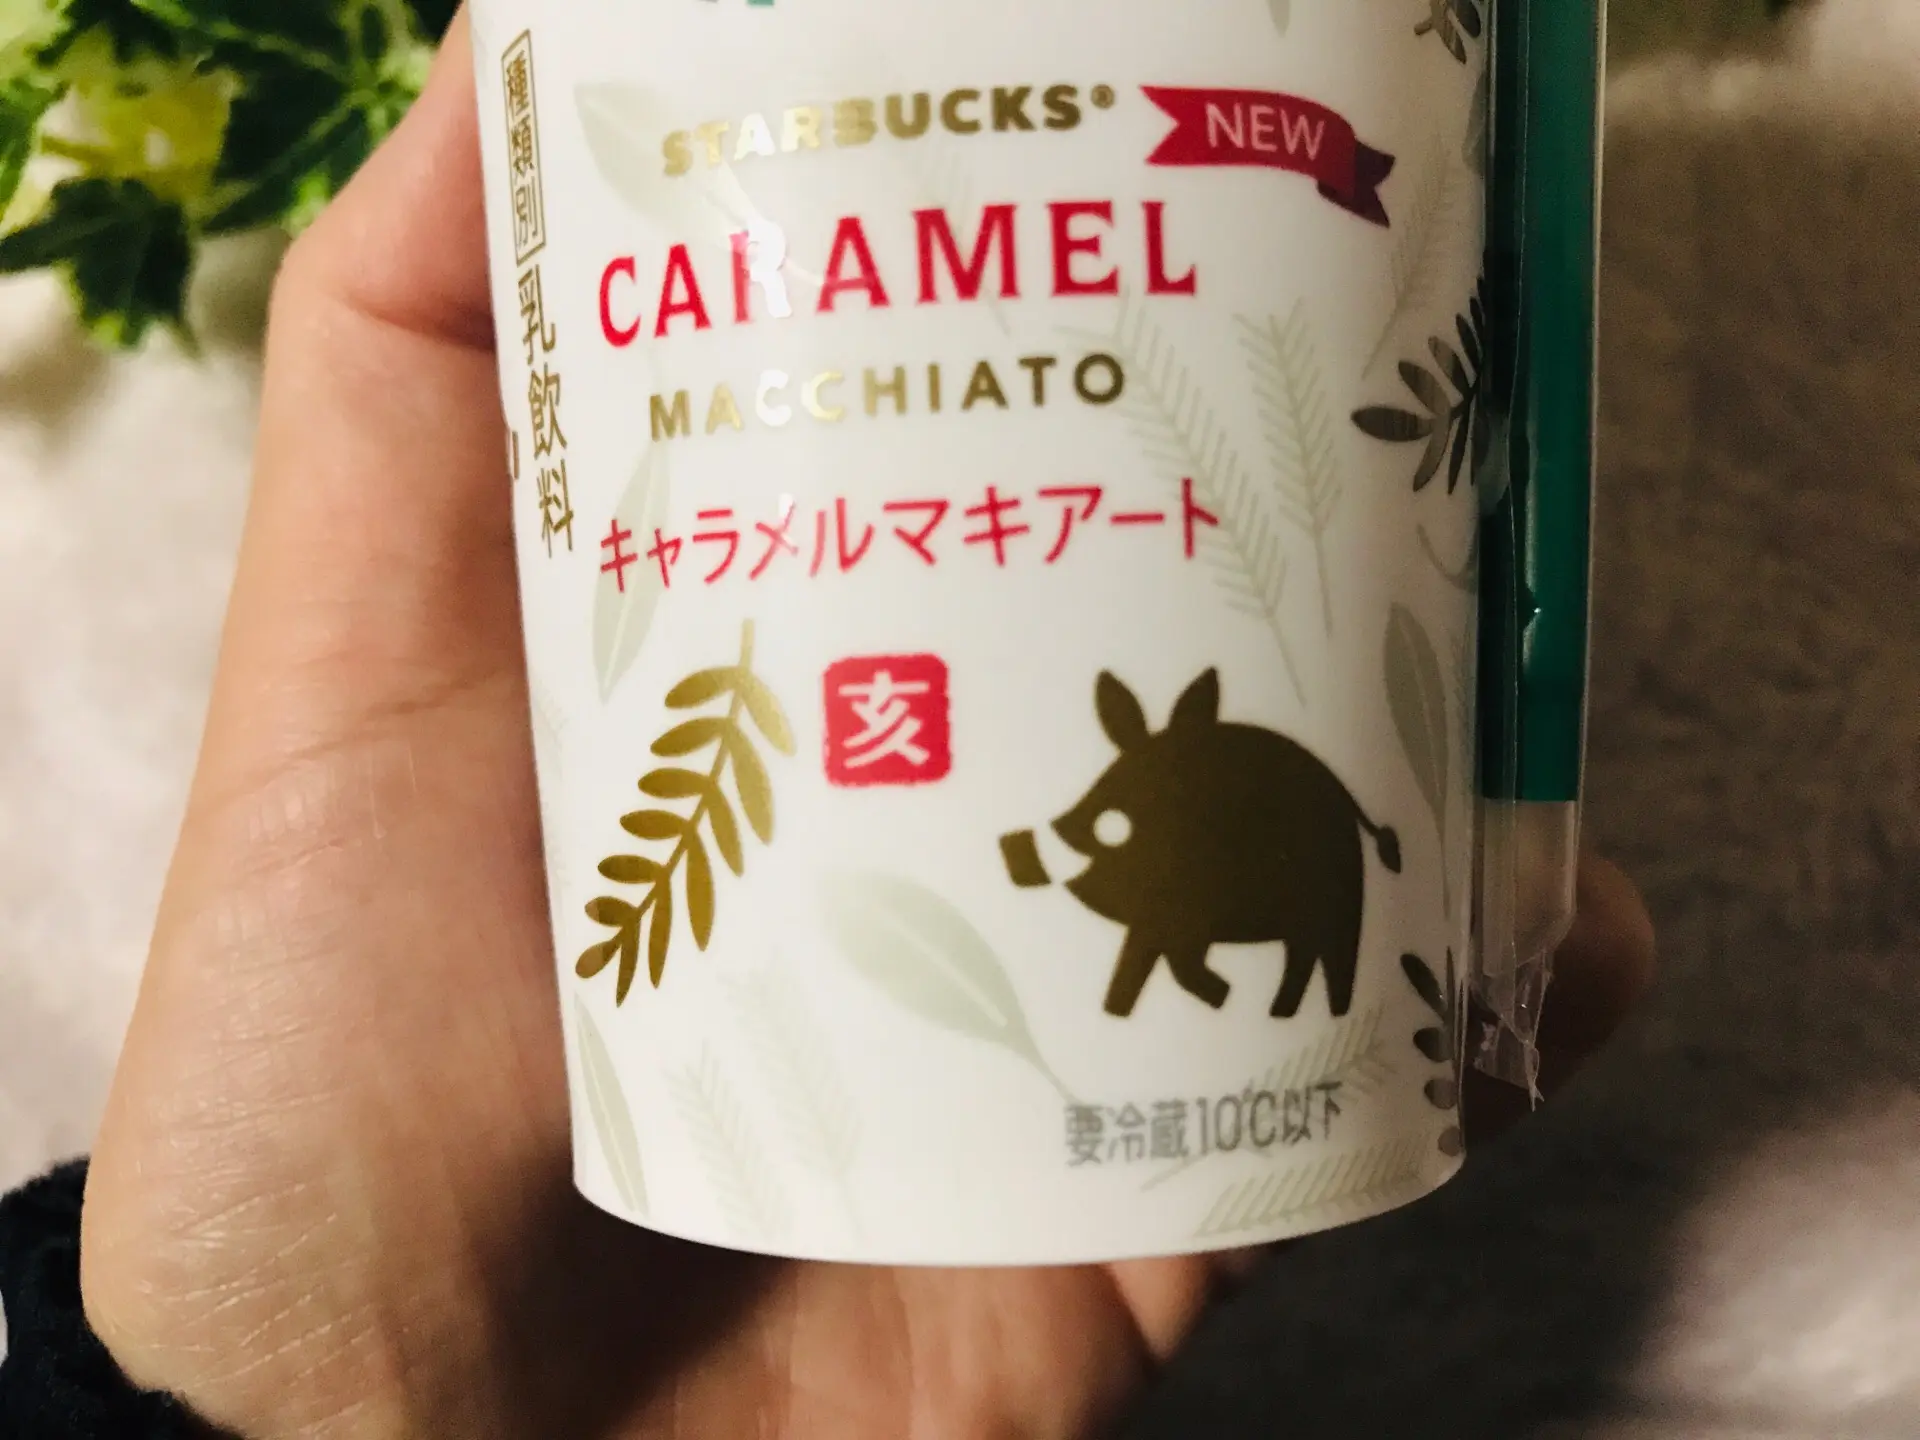 種類別 乳飲料
STARBUCKS®
NEW
CARAMEL
MACCHIATO
キャラメルマキアート
亥
要冷蔵10℃以下